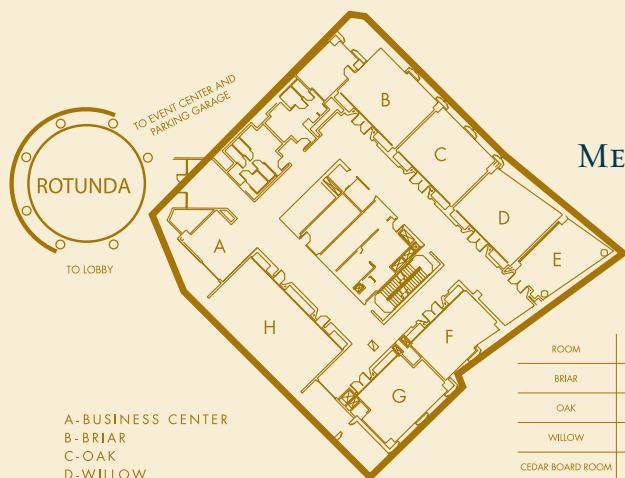 TO EVENT CENTER AND
PARKING GARAGE
ROTUNDA
TO LOBBY
B
C
D
E
A
H
F
G
ME
A-BUSINESS CENTER
B-BRIAR
C-OAK
D-WILLOW
ROOM
BRIAR
OAK
WILLOW
CEDAR BOARD ROOM